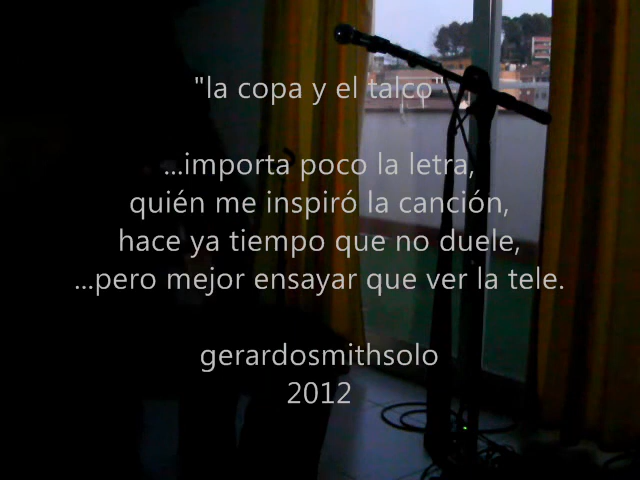 "la copa y el talco"
...importa poco la letra,
quién me inspiró la canción,
hace ya tiempo que no duele,
...pero mejor ensayar que ver la tele.
gerardosmithsolo
2012